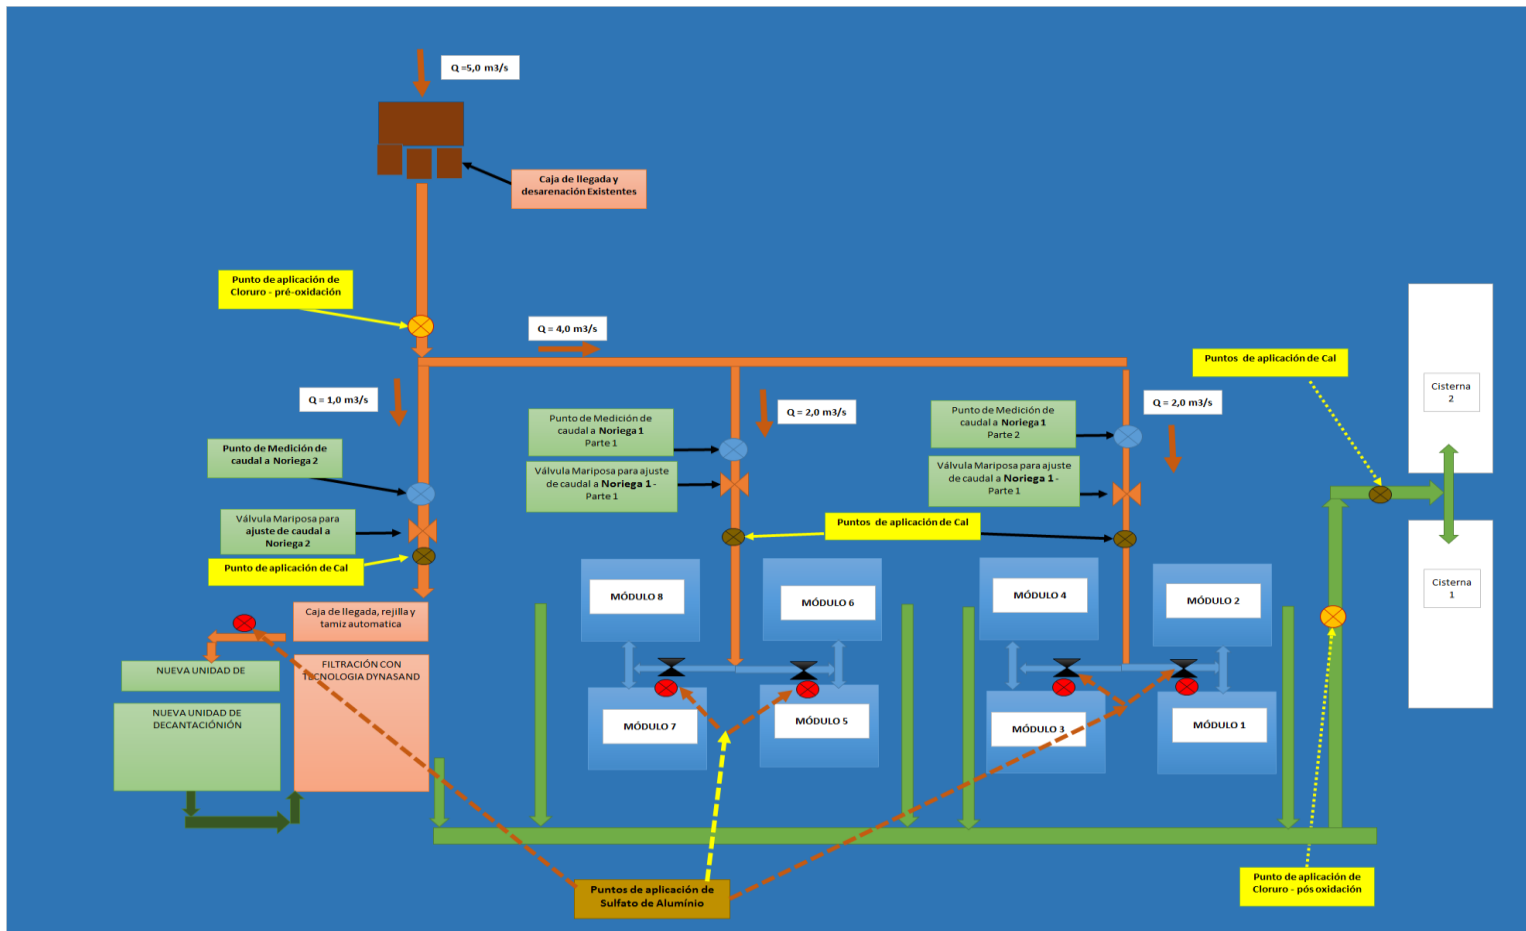 Q =5,0 m3/s
Caja de llegada y
desarenación Existentes
Punto de aplicación de
Cloruro - pré-oxidación
Q = 4,0 m3/s
Puntos de aplicación de Cal
Cisterna
2
Q = 1,0 m3/s
Punto de Medición de
caudal a Noriega 1
Parte 1
Q = 2,0 m3/s
Punto de Medición de
caudal a Noriega 1
Parte 2
Q = 2,0 m3/s
Punto de Medición de
caudal a Noriega 2
Válvula Mariposa para ajuste
de caudal a Noriega 1 -
Parte 1
Válvula Mariposa para ajuste
de caudal a Noriega 1 -
Parte 1
Válvula Mariposa para
ajuste de caudal a
Noriega 2
Puntos de aplicación de Cal
Punto de aplicación de Cal
Cisterna
1
MÓDULO 8
MÓDULO 6
MÓDULO 4
MÓDULO 2
Caja de llegada, rejilla y
tamiz automatica
NUEVA UNIDAD DE
FILTRACIÓN CON
TECNOLOGIA DYNASAND
NUEVA UNIDAD DE
DECANTACIÓNIÓN
MÓDULO 7
MÓDULO 5
MÓDULO 3
MÓDULO 1
Puntos de aplicación de
Sulfato de Alumínio
Punto de aplicación de
Cloruro - pós oxidación